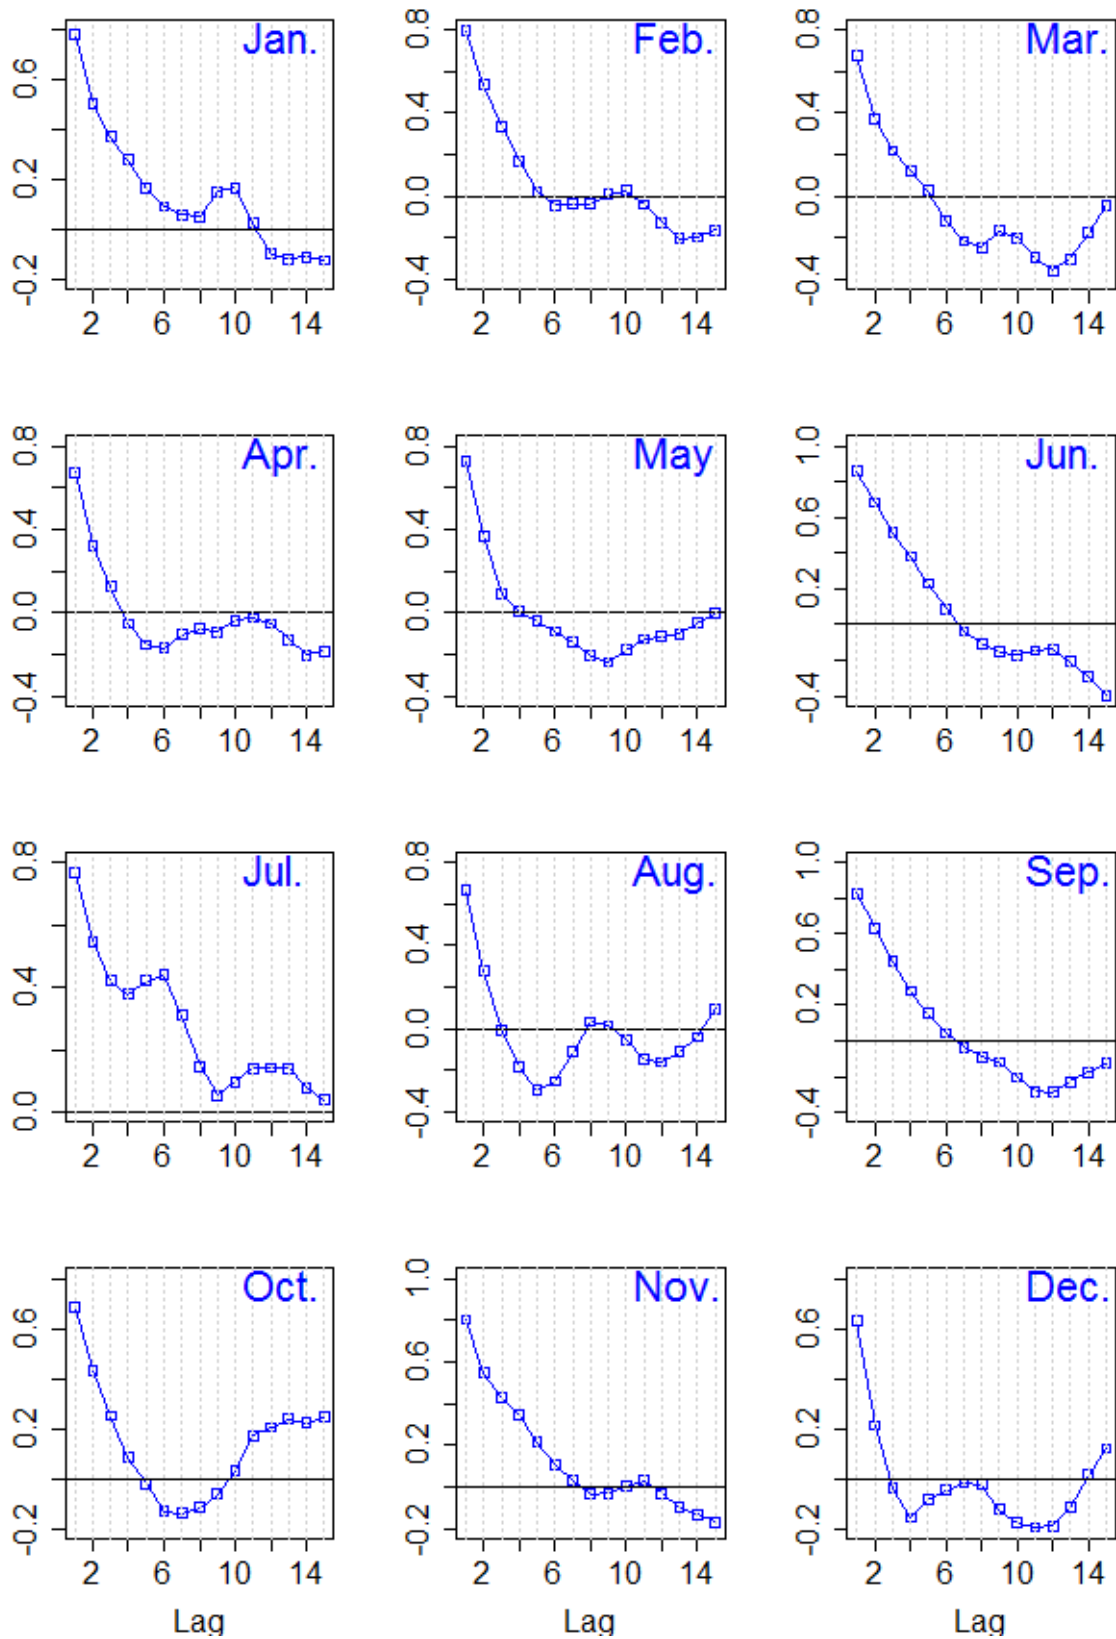 Jan. Feb. Mar.
0.6 0.2 -0.2
0.8 0.4 0.0 -0.4
0.8 0.4 0.0 -0.4
2 6 10 14 2 6 10 14 2 6 10 14
Apr. May Jun.
0.8 0.4 0.0 -0.4
0.8 0.4 0.0 -0.4
1.0 0.6 0.2 -0.4
2 6 10 14 2 6 10 14 2 6 10 14
Jul. Aug. Sep.
0.8 0.4 0.0
0.8 0.4 0.0 -0.4
1.0 0.6 0.2 -0.4
2 6 10 14 2 6 10 14 2 6 10 14
Oct. Nov. Dec.
0.6 0.2 -0.2
1.0 0.6 0.2 -0.2
0.6 0.2 -0.2
2 6 10 14 2 6 10 14 2 6 10 14
Lag Lag Lag